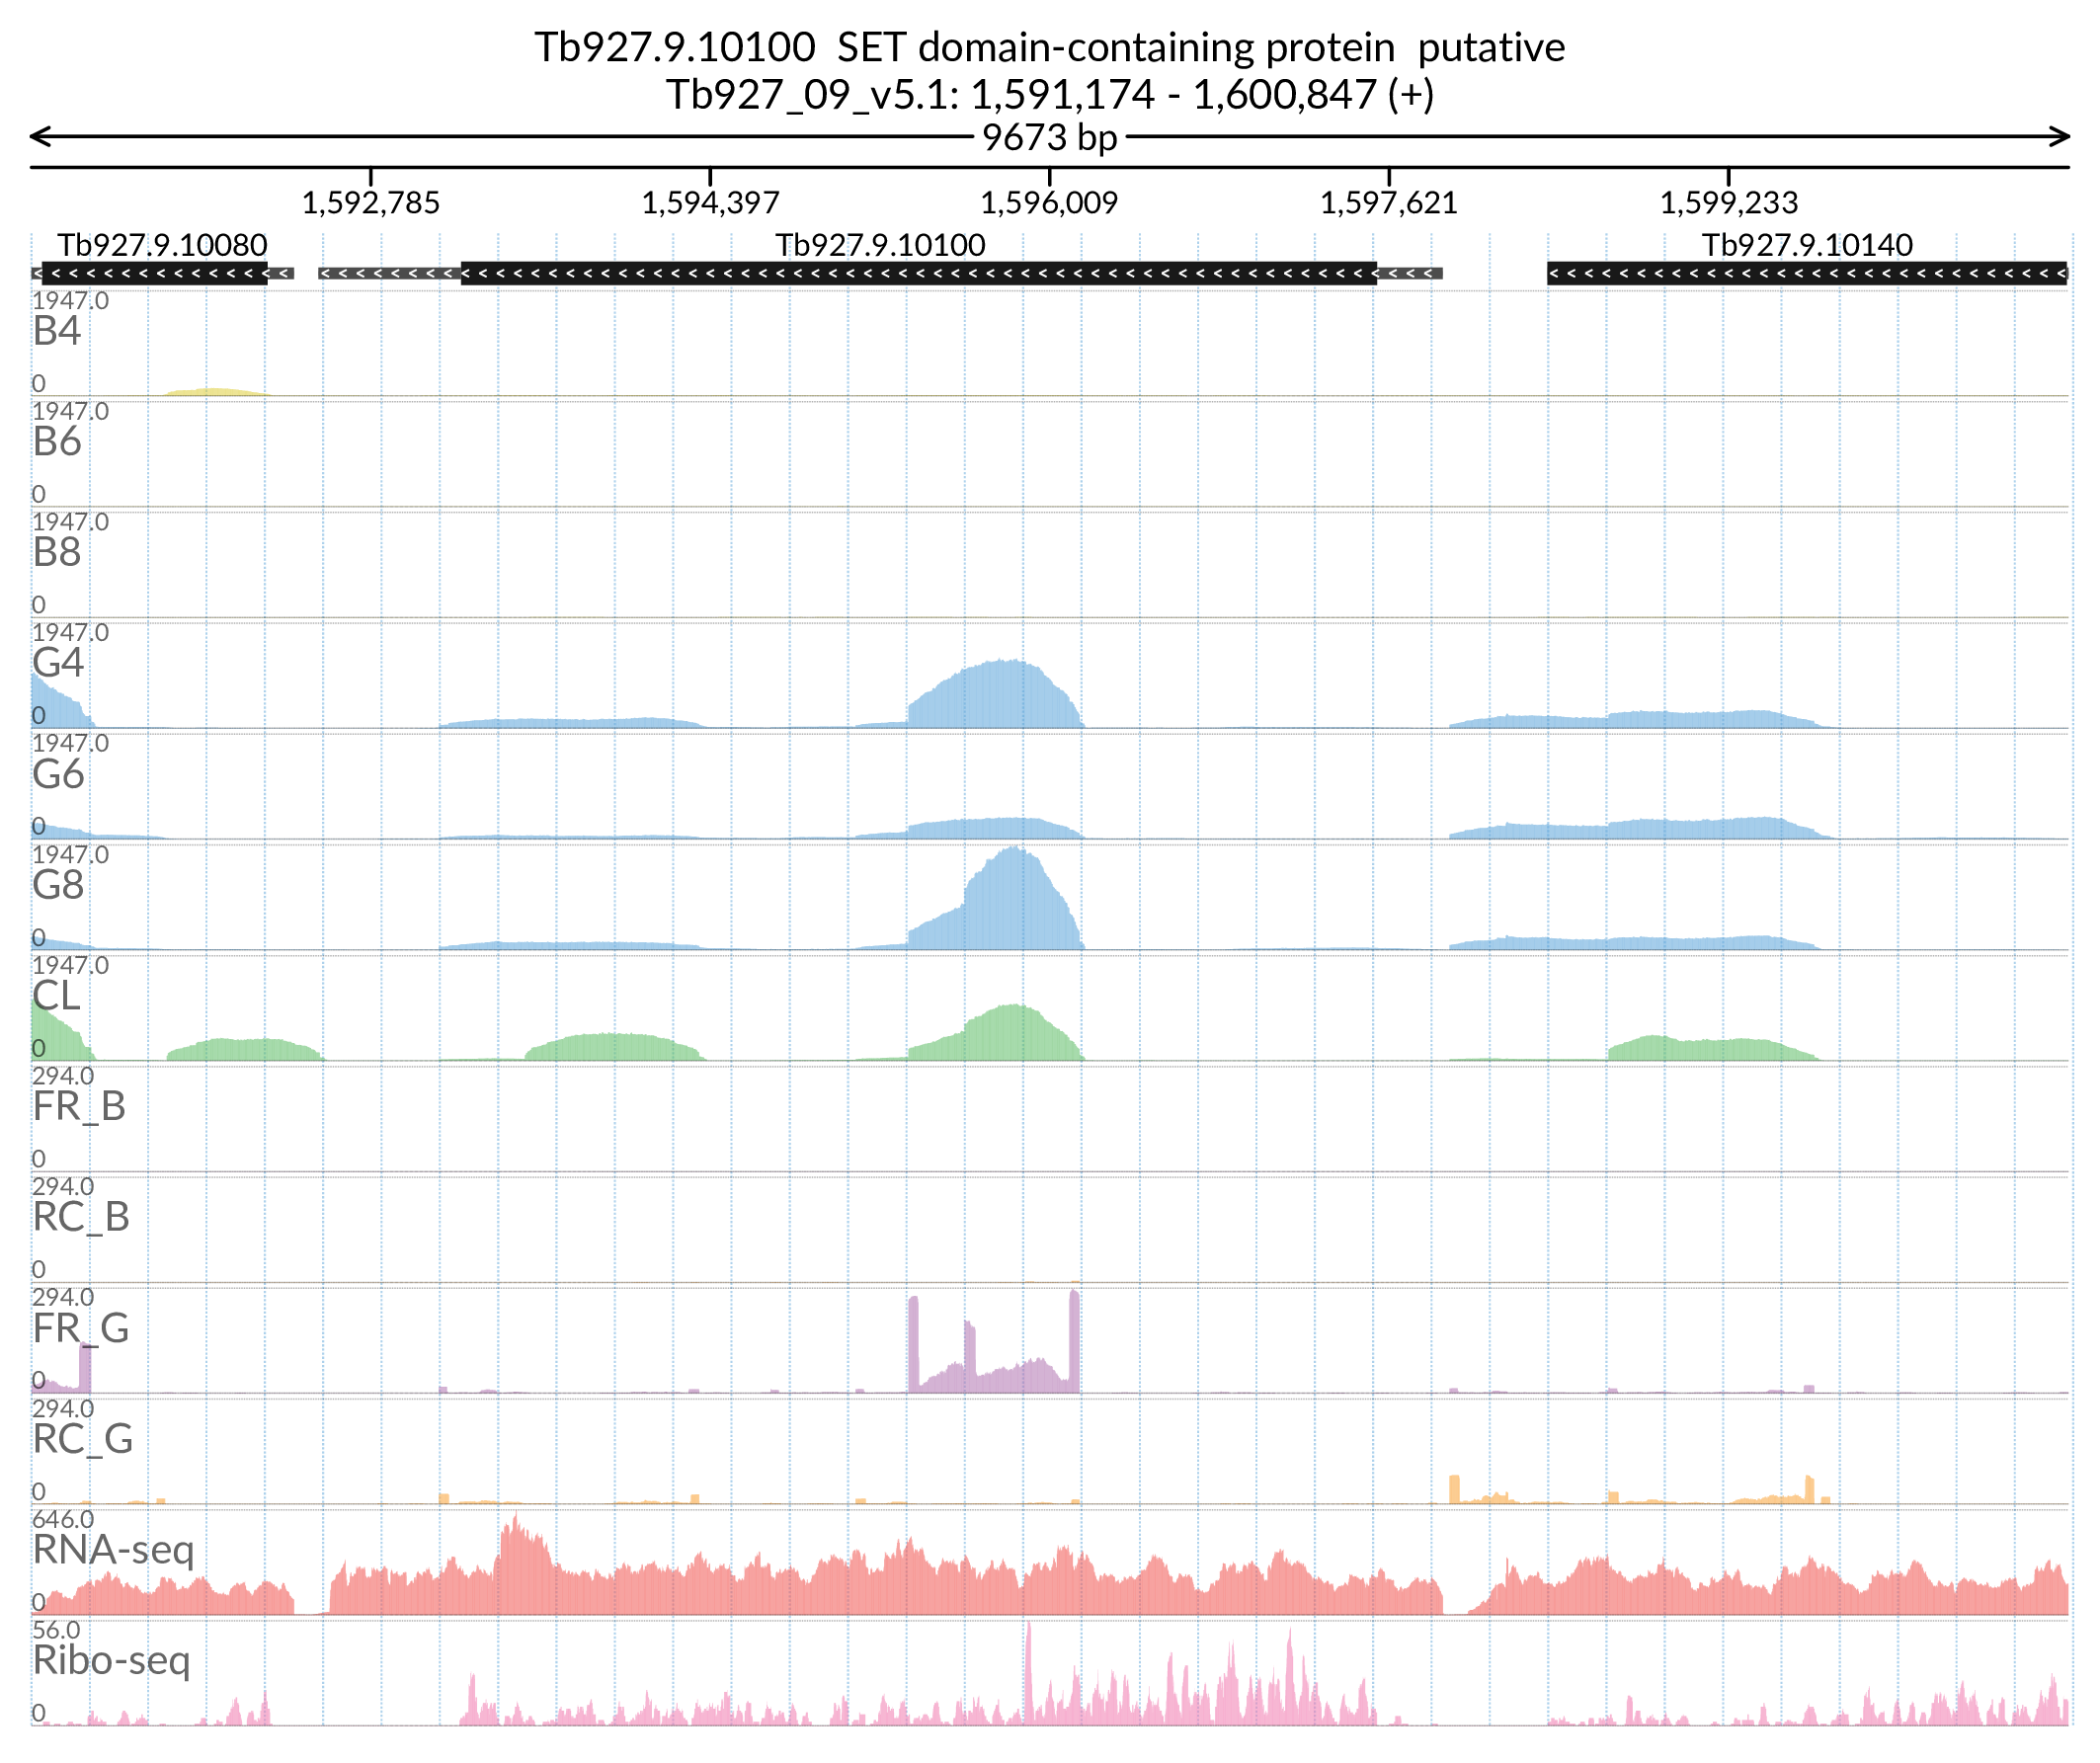 Tb927.9.10100  SET domain-containing protein  putative
Tb927_09_v5.1: 1,591,174 - 1,600,847 (+)
9673 bp
1,592,785 1,594,397 1,596,009 1,597,621 1,599,233
Tb927.9.10080 Tb927.9.10100 Tb927.9.10140
1947.0
B4
0
1947.0
B6
0
1947.0
B8
0
1947.0
G4
0
1947.0
G6
0
1947.0
G8
0
1947.0
CL
0
294.0
FR_B
0
294.0
RC_B
0
294.0
FR_G
0
294.0
RC_G
0
646.0
RNA-seq
0
56.0
Ribo-seq
0